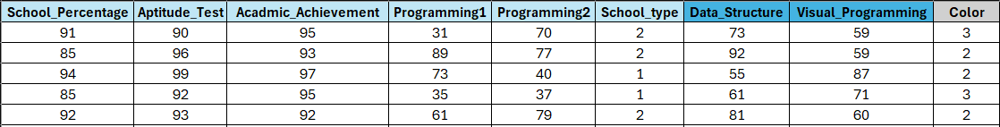 School_Percentage Aptitude_Test Acadmic_Achievement Programming1 Programming2 School_type Data_Structure Visual_Programming Color
91 90 95 31 70 2 73 59 3
85 96 93 89 77 2 92 59 2
94 99 97 73 40 1 55 87 2
85 92 95 35 37 1 61 71 3
92 93 92 61 79 2 81 60 2